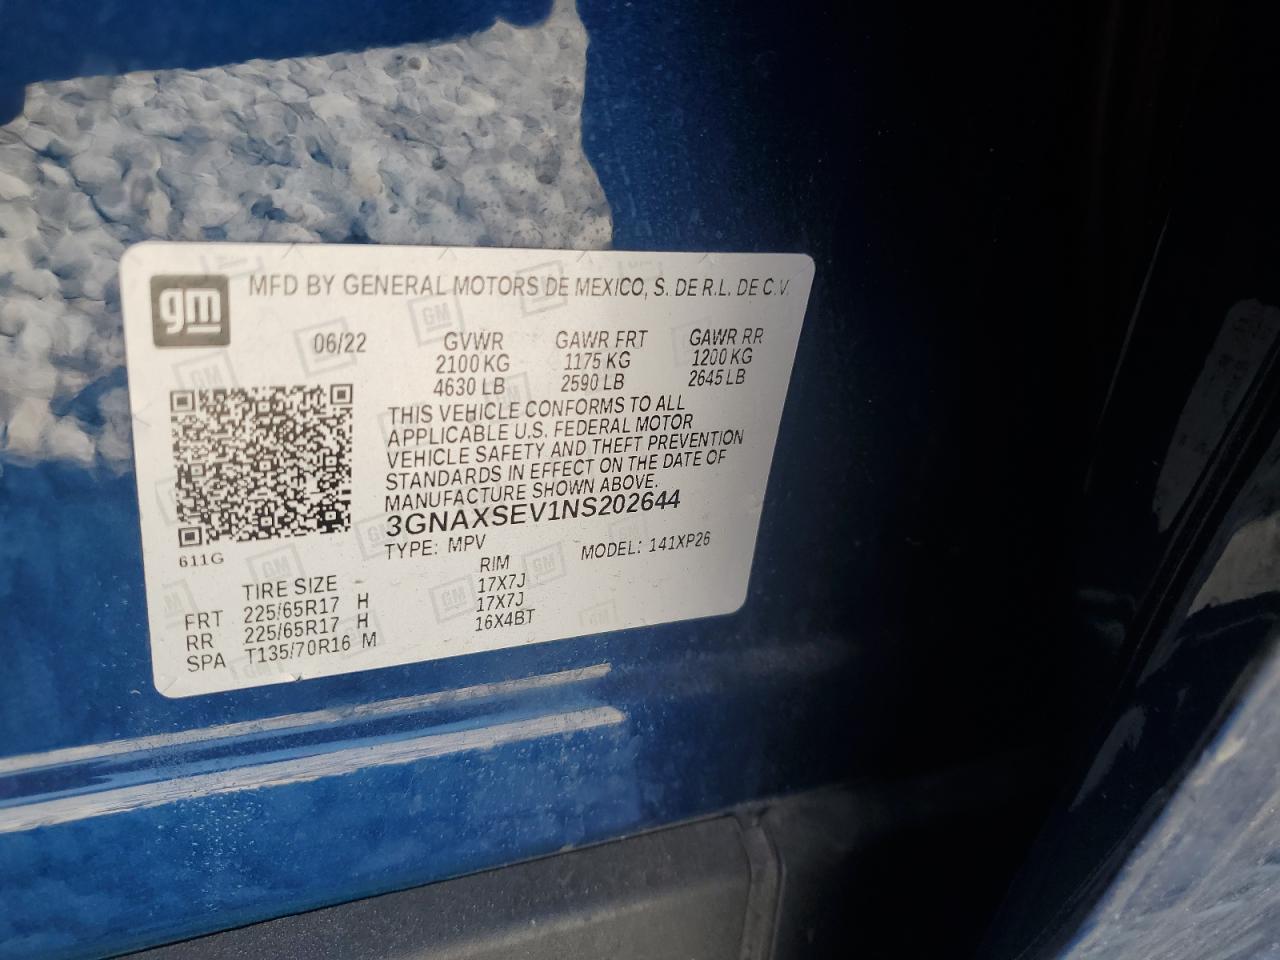 gm
MFD BY GENERAL MOTORS DE MEXICO, S. DE R.L. DE C.V.
06/22 GVWR GAWR FRT GAWR RR
2100 KG 1175 KG 1200 KG
4630 LB 2590 LB 2645 LB
THIS VEHICLE CONFORMS TO ALL
APPLICABLE U.S. FEDERAL MOTOR
VEHICLE SAFETY AND THEFT PREVENTION
STANDARDS IN EFFECT ON THE DATE OF
MANUFACTURE SHOWN ABOVE.
3GNAXSEV1NS202644
TYPE: MPV MODEL: 141XP26
611G
TIRE SIZE RIM
FRT 225/65R17 H 17X7J
RR 225/65R17 H 17X7J
SPA T135/70R16 M 16X4BT